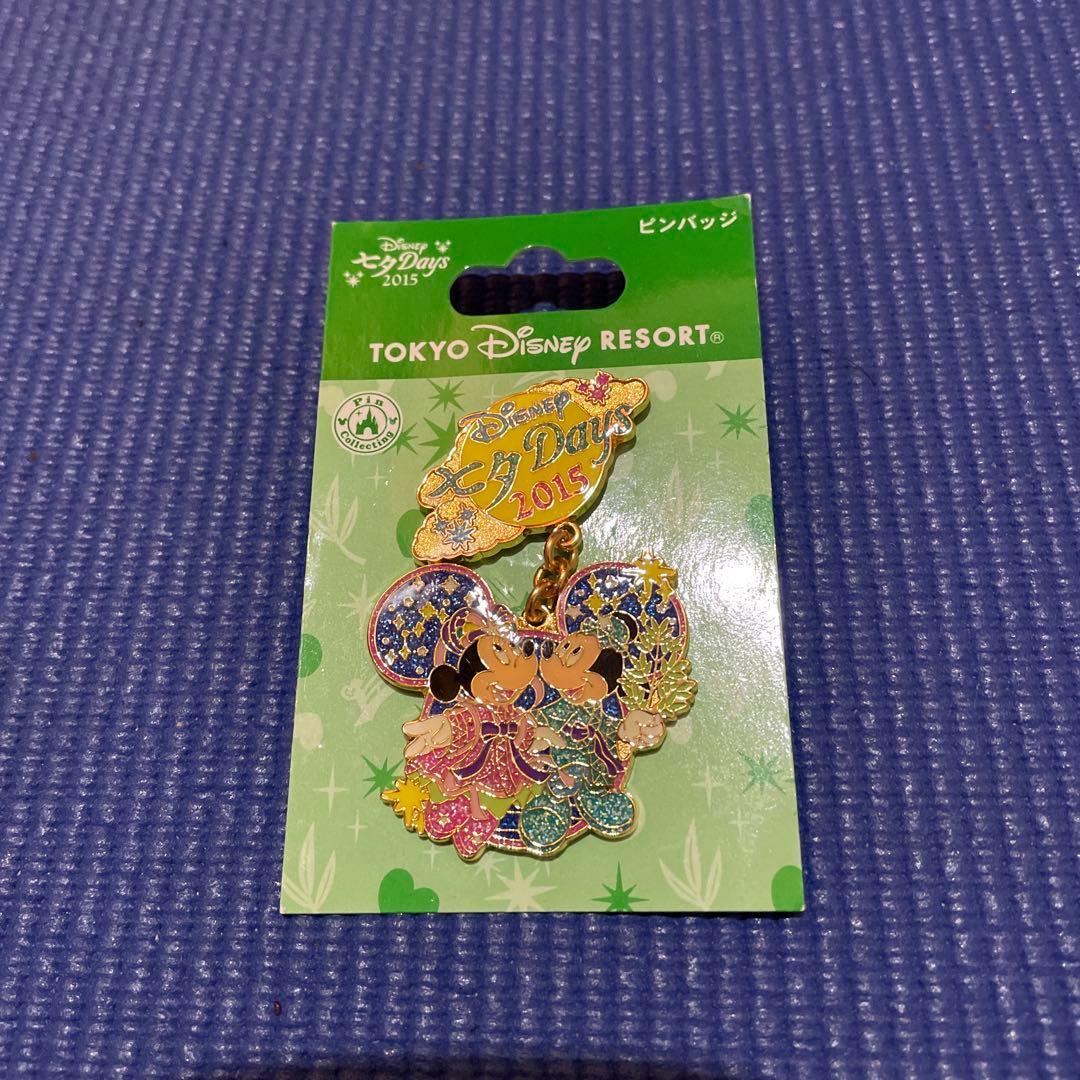 Disney
七夕Days
2015
ピンバッジ
TOKYO Disney RESORT®
Pin
Collecting
Disney
七夕Days
2015